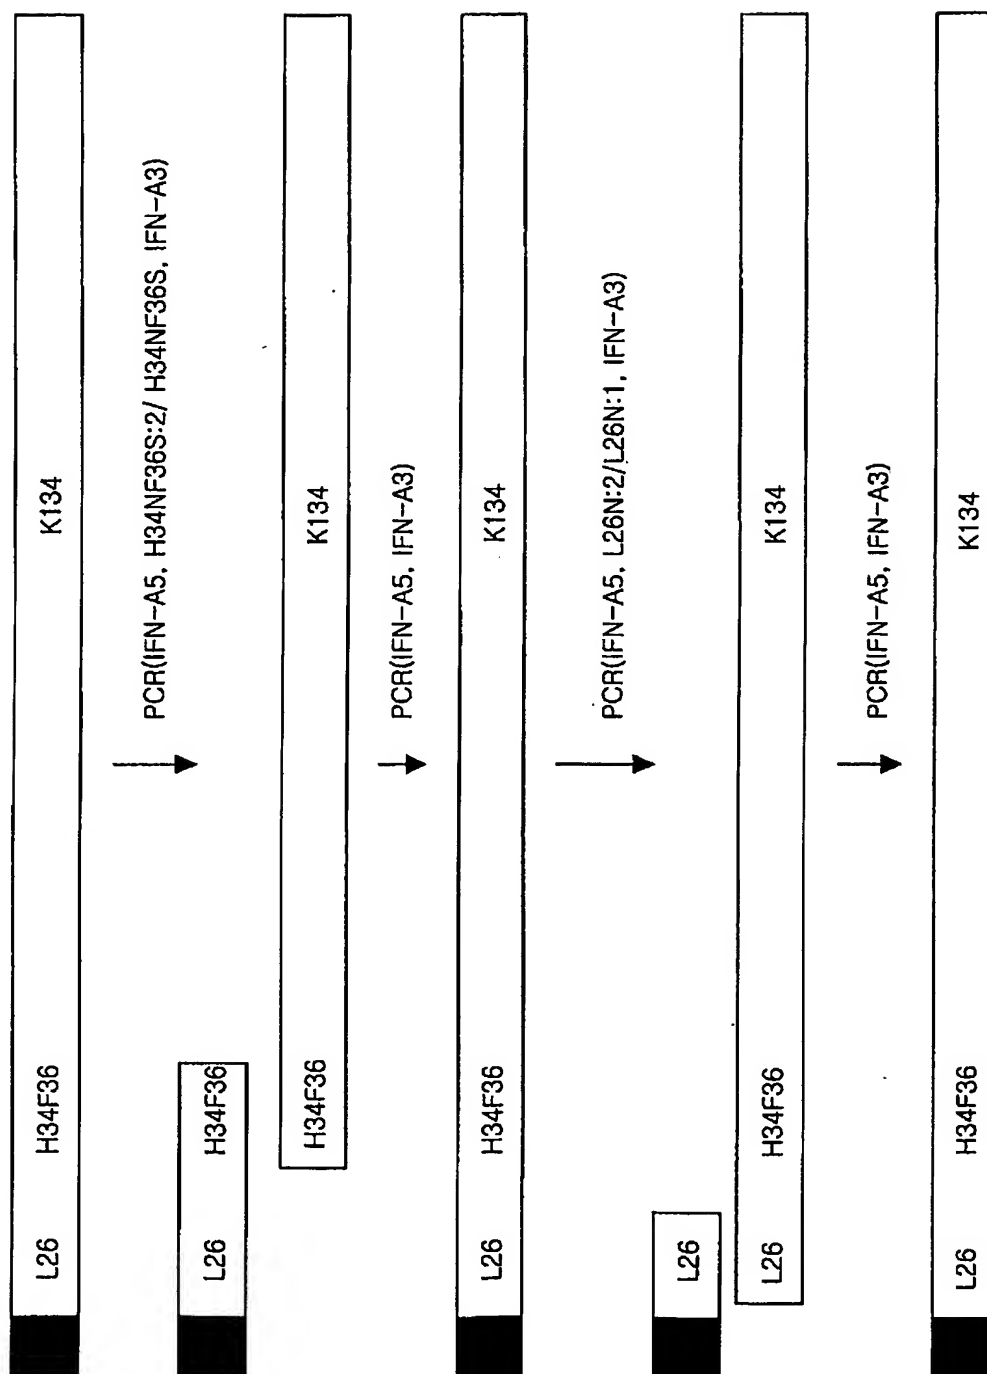 L26 H34F36 K134
PCR(IFN-A5, H34NF36S:2/ H34NF36S, IFN-A3)
L26 H34F36
H34F36 K134
PCR(IFN-A5, IFN-A3)
L26 H34F36 K134
PCR(IFN-A5, L26N:2/L26N:1, IFN-A3)
L26
L26 H34F36 K134
PCR(IFN-A5, IFN-A3)
L26 H34F36 K134